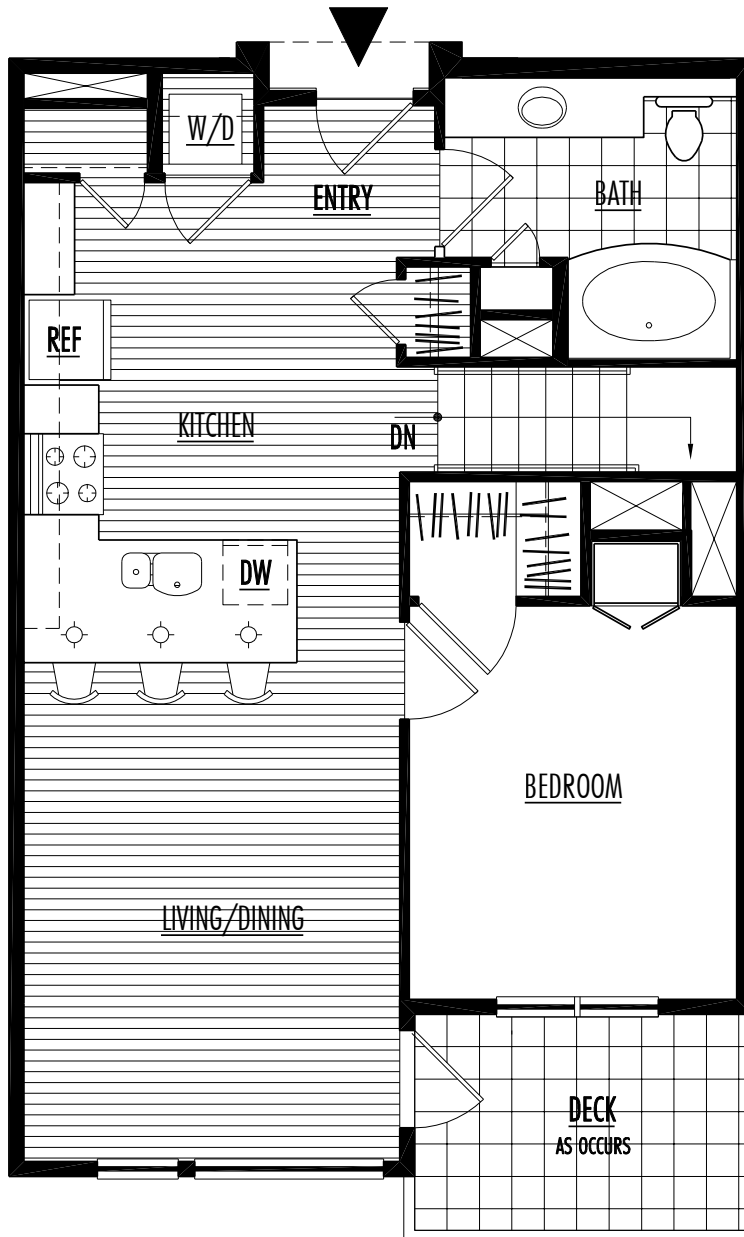 W/D
ENTRY
BATH
REF
KITCHEN
DN
DW
BEDROOM
LIVING/DINING
DECK
AS OCCURS